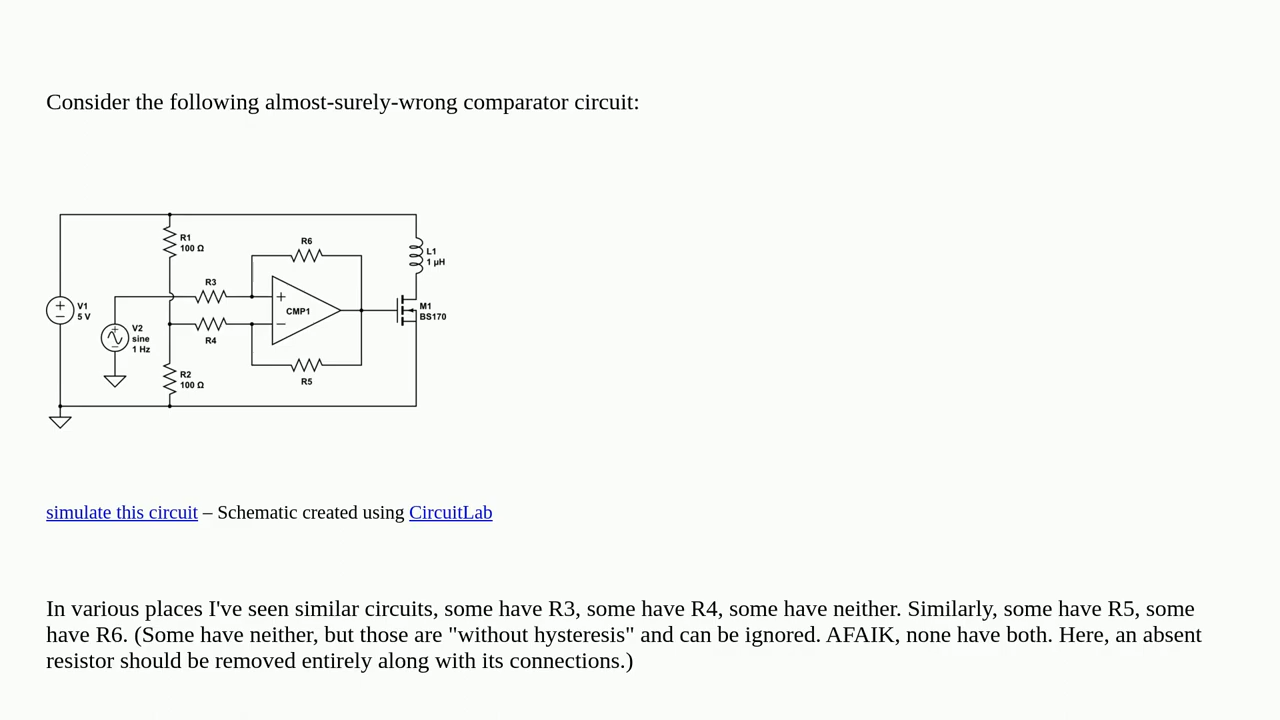 Consider the following almost-surely-wrong comparator circuit:
R1
100 Ω
R6
L1
1 µH
R3
V1
5 V
CMP1
M1
BS170
V2
sine
1 Hz
R4
R2
100 Ω
R5
simulate this circuit – Schematic created using CircuitLab
In various places I've seen similar circuits, some have R3, some have R4, some have neither. Similarly, some have R5, some
have R6. (Some have neither, but those are "without hysteresis" and can be ignored. AFAIK, none have both. Here, an absent
resistor should be removed entirely along with its connections.)